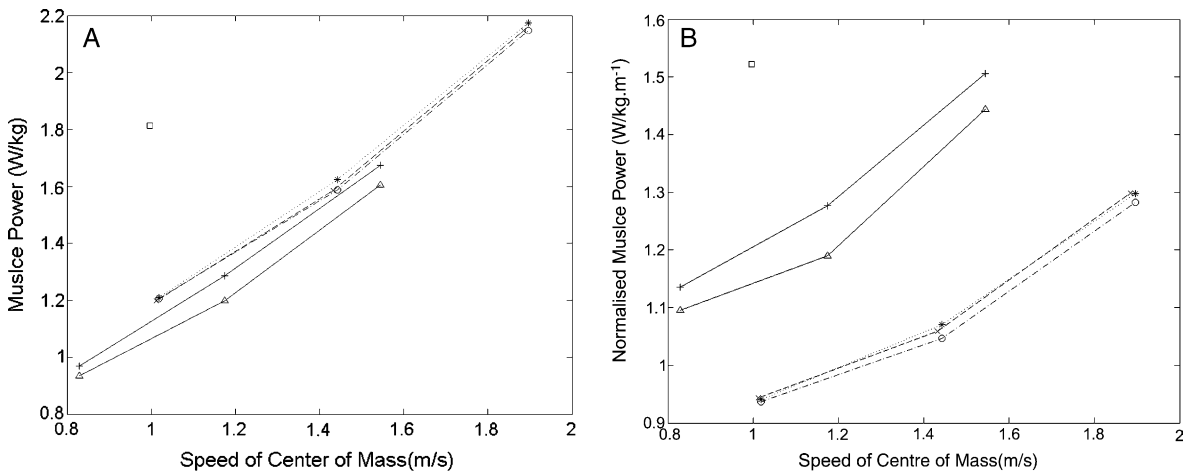 A
2.2
2
1.8
1.6
1.4
1.2
1
0.8
0.8 1 1.2 1.4 1.6 1.8 2
Muslce Power (W/kg)
Speed of Center of Mass(m/s)
B
1.6
1.5
1.4
1.3
1.2
1.1
1
0.9
0.8 1 1.2 1.4 1.6 1.8 2
Normalised Muslce Power (W/kg.m⁻¹)
Speed of Centre of Mass(m/s)